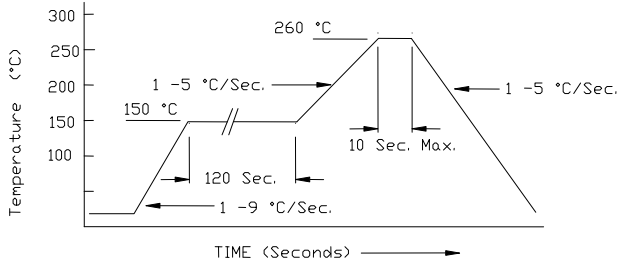 300
260 °C
250
Temperature (°C)
200
1 -5 °C/Sec.
1 -5 °C/Sec.
150 °C
150
10 Sec. Max.
100
120 Sec.
1 -9 °C/Sec.
TIME (Seconds)